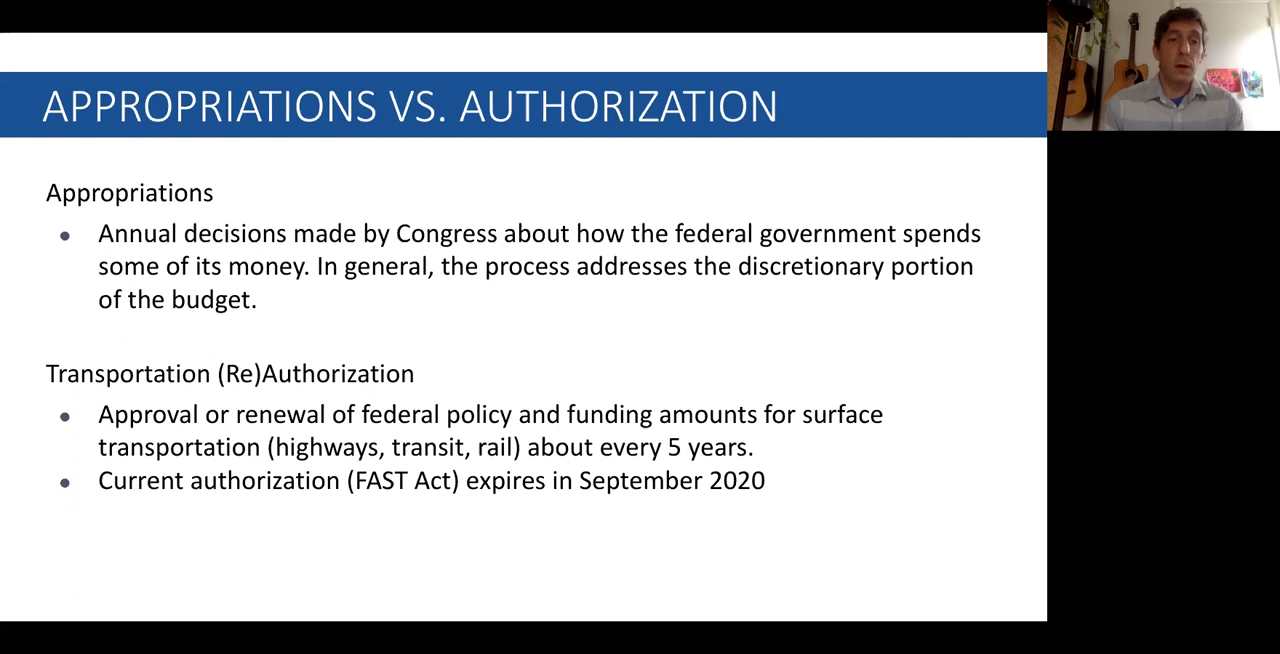 APPROPRIATIONS VS. AUTHORIZATION
Appropriations
• Annual decisions made by Congress about how the federal government spends
some of its money. In general, the process addresses the discretionary portion
of the budget.
Transportation (Re)Authorization
• Approval or renewal of federal policy and funding amounts for surface
transportation (highways, transit, rail) about every 5 years.
• Current authorization (FAST Act) expires in September 2020